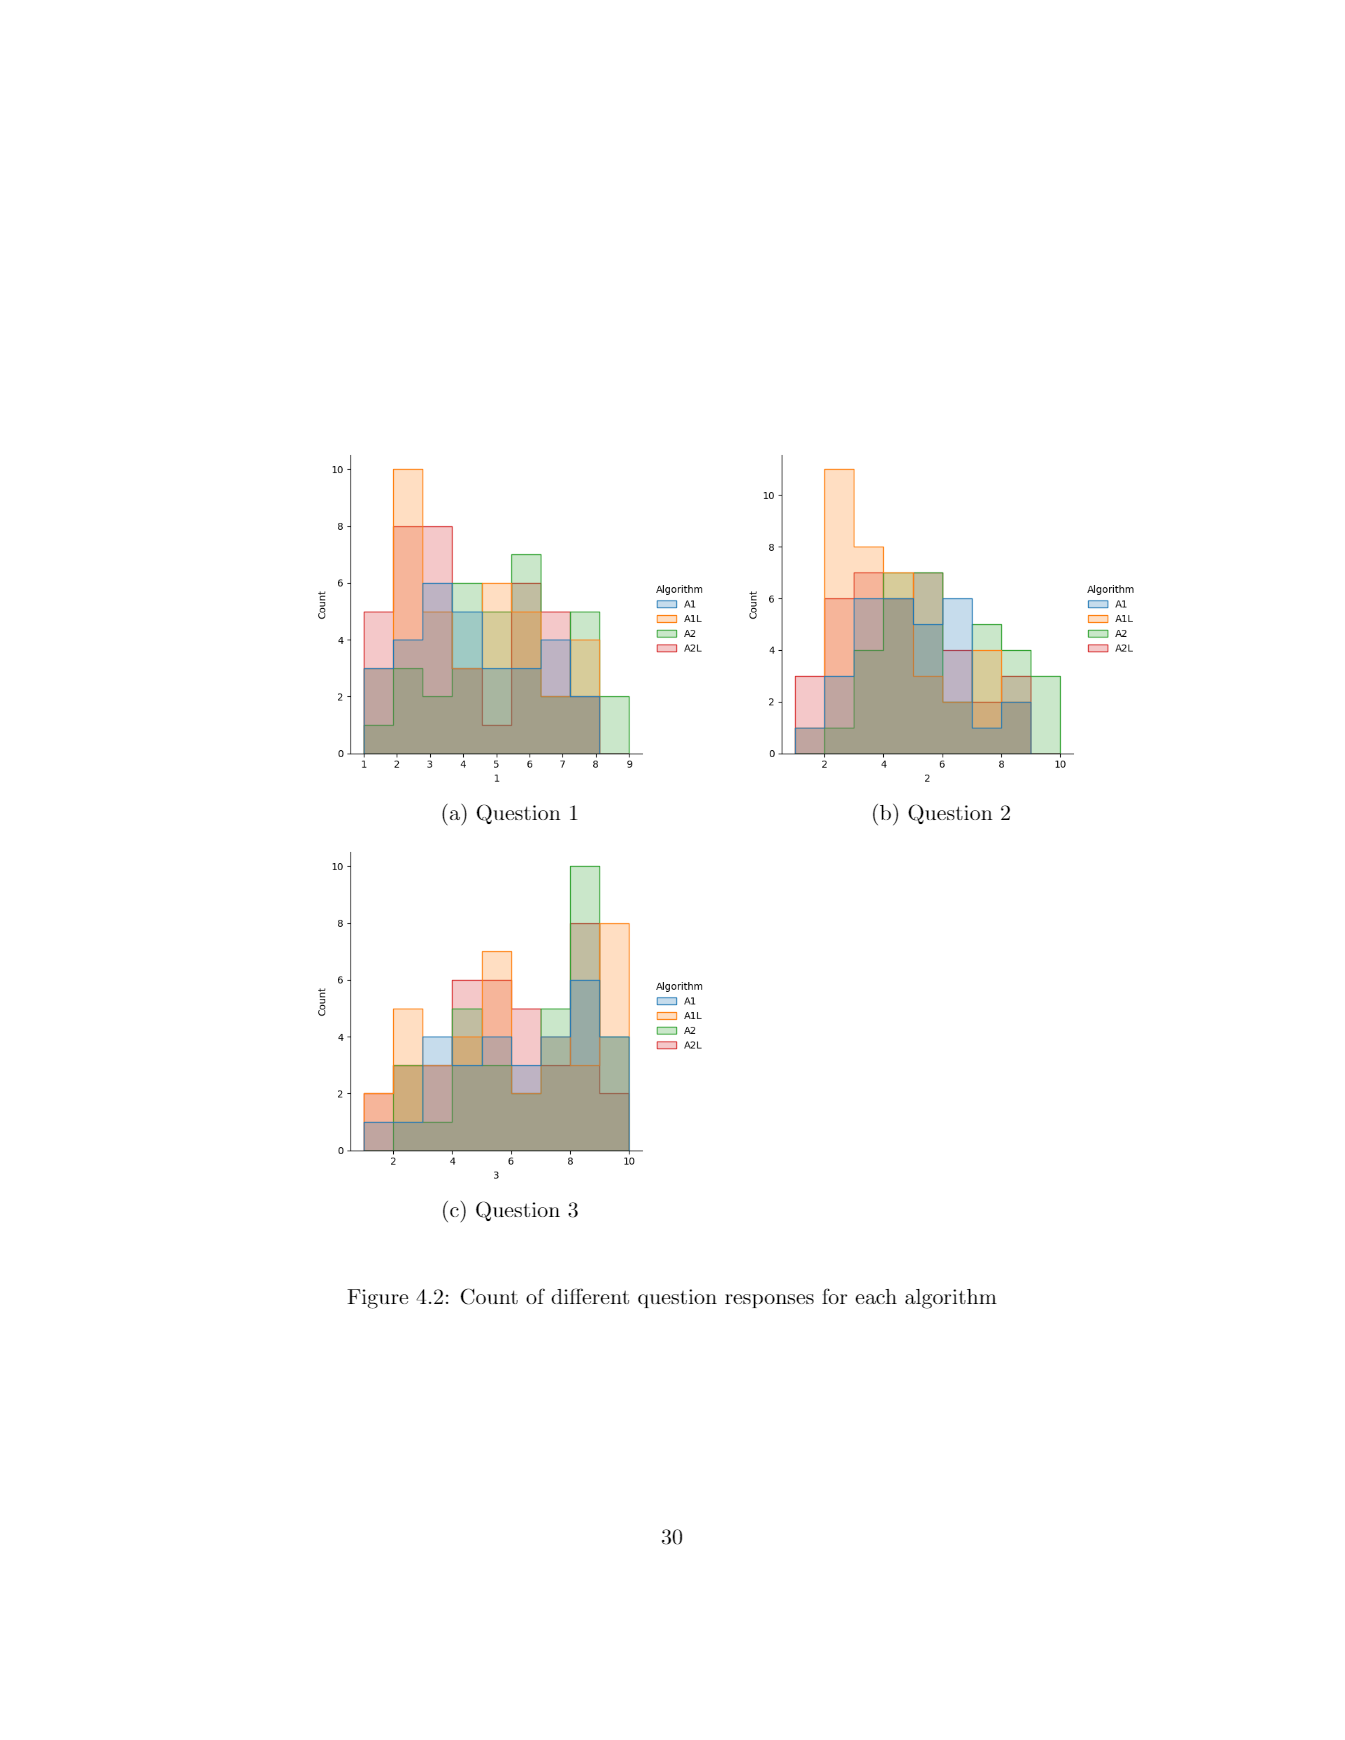 10
8
6
4
2
0
Count
1 2 3 4 5 6 7 8 9
1
Algorithm
A1
A1L
A2
A2L
(a) Question 1
10
8
6
4
2
0
Count
2 4 6 8 10
2
Algorithm
A1
A1L
A2
A2L
(b) Question 2
10
8
6
4
2
0
Count
2 4 6 8 10
3
Algorithm
A1
A1L
A2
A2L
(c) Question 3
Figure 4.2: Count of different question responses for each algorithm
30